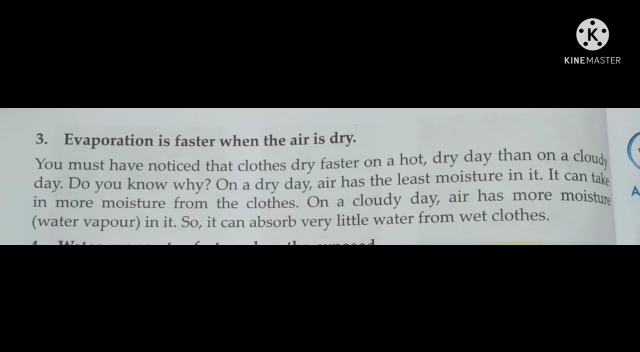 KINEMASTER
3. Evaporation is faster when the air is dry.
You must have noticed that clothes dry faster on a hot, dry day than on a cloudy
day. Do you know why? On a dry day, air has the least moisture in it. It can take
in more moisture from the clothes. On a cloudy day, air has more moisture
(water vapour) in it. So, it can absorb very little water from wet clothes.